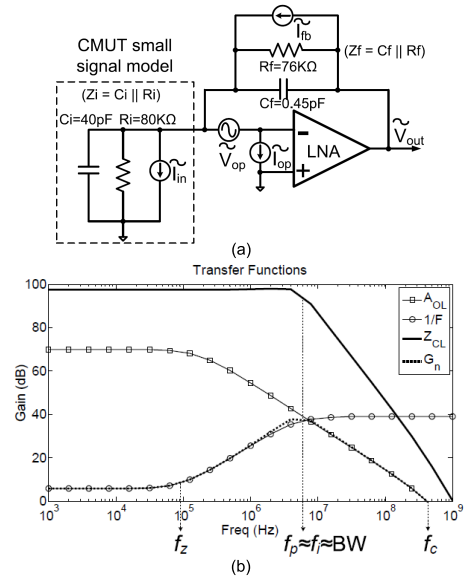 CMUT small
signal model
(Zi = Ci || Ri)
Ci=40pF Ri=80KΩ
Ĩin
Ĩfb
(Zf = Cf || Rf)
Rf=76KΩ
Cf=0.45pF
Ṽop
Ĩop
-
+
LNA
Ṽout
(a)
Transfer Functions
100
80
60
40
20
0
Gain (dB)
A_OL
1/F
Z_CL
G_n
10^3 10^4 10^5 10^6 10^7 10^8 10^9
Freq (Hz)
f_z
f_p≈f_i≈BW
f_c
(b)